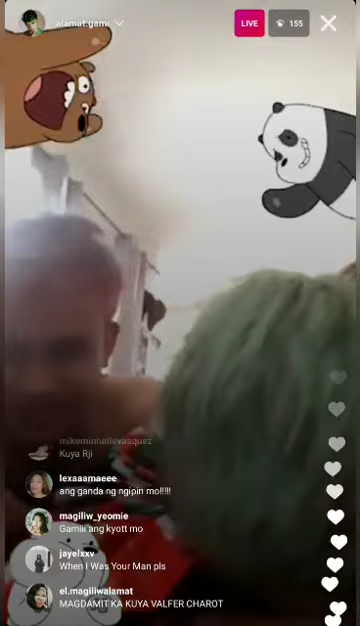 alamat.gami
LIVE
155
mikeminnellevasquez
Kuya Rji
lexaaamaeee
ang ganda ng ngipin mo!!!!!
magiliw_yeomie
Gamiii ang kyott mo
jayelxxv
When I Was Your Man pls
el.magiliwalamat
MAGDAMIT KA KUYA VALFER CHAROT